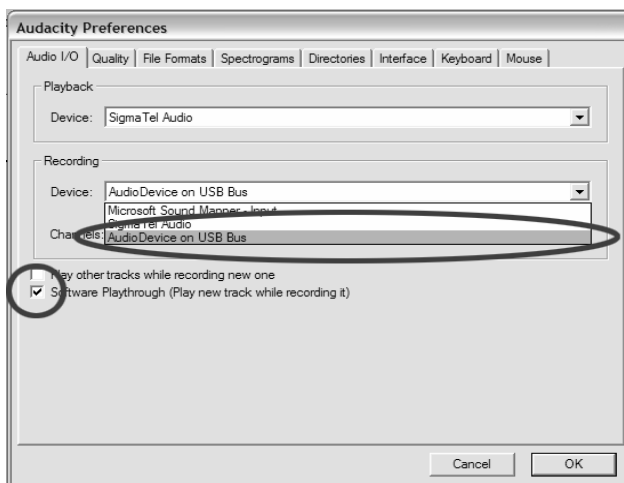 Audacity Preferences
Audio I/O Quality File Formats Spectrograms Directories Interface Keyboard Mouse
Playback
Device: SigmaTel Audio
Recording
Device: AudioDevice on USB Bus
Microsoft Sound Mapper - Input
SigmaTel Audio
Channels: AudioDevice on USB Bus
Play other tracks while recording new one
Software Playthrough (Play new track while recording it)
Cancel OK